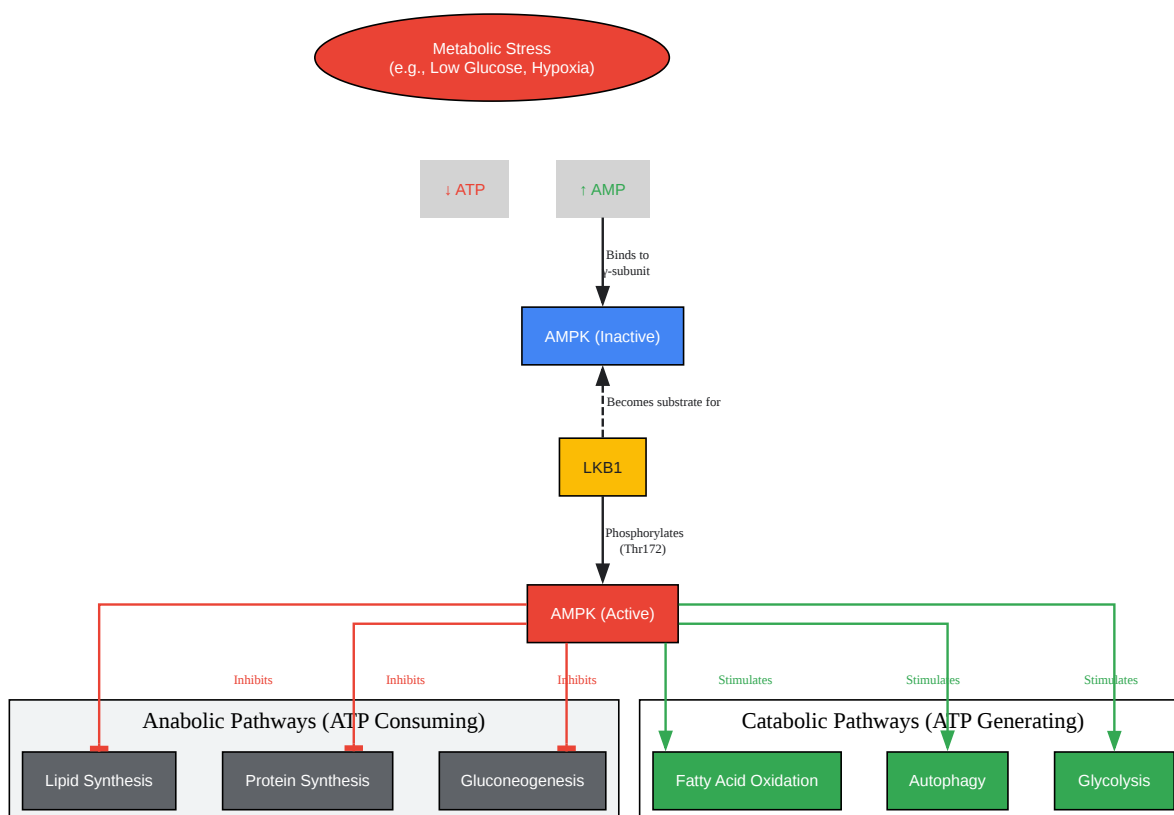 Metabolic Stress
(e.g., Low Glucose, Hypoxia)
↓ ATP
↑ AMP
Binds to
γ-subunit
AMPK (Inactive)
Becomes substrate for
LKB1
Phosphorylates
(Thr172)
AMPK (Active)
Inhibits
Inhibits
Inhibits
Stimulates
Stimulates
Stimulates
Anabolic Pathways (ATP Consuming)
Catabolic Pathways (ATP Generating)
Lipid Synthesis
Protein Synthesis
Gluconeogenesis
Fatty Acid Oxidation
Autophagy
Glycolysis